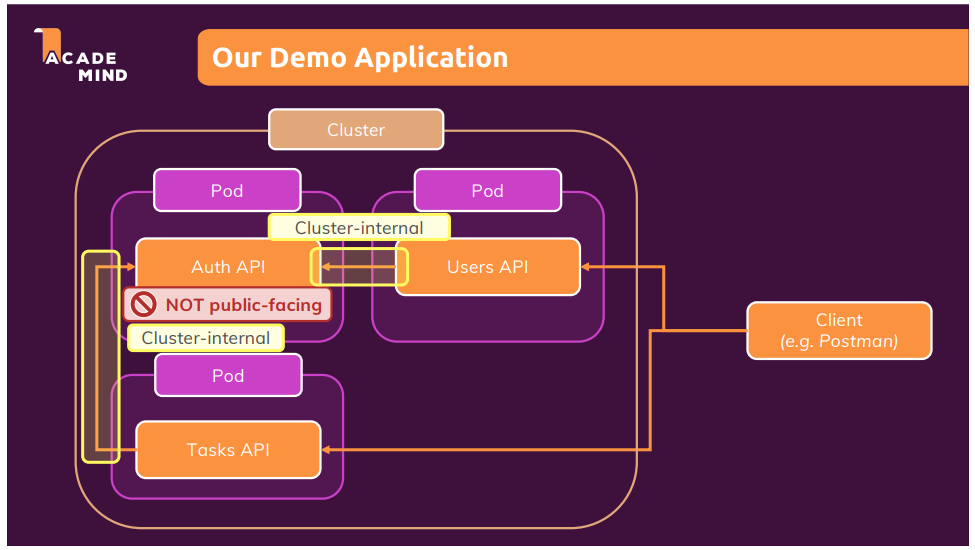 ACADE
MIND
Our Demo Application
Cluster
Pod
Pod
Cluster-internal
Auth API
Users API
NOT public-facing
Cluster-internal
Client
(e.g. Postman)
Pod
Tasks API